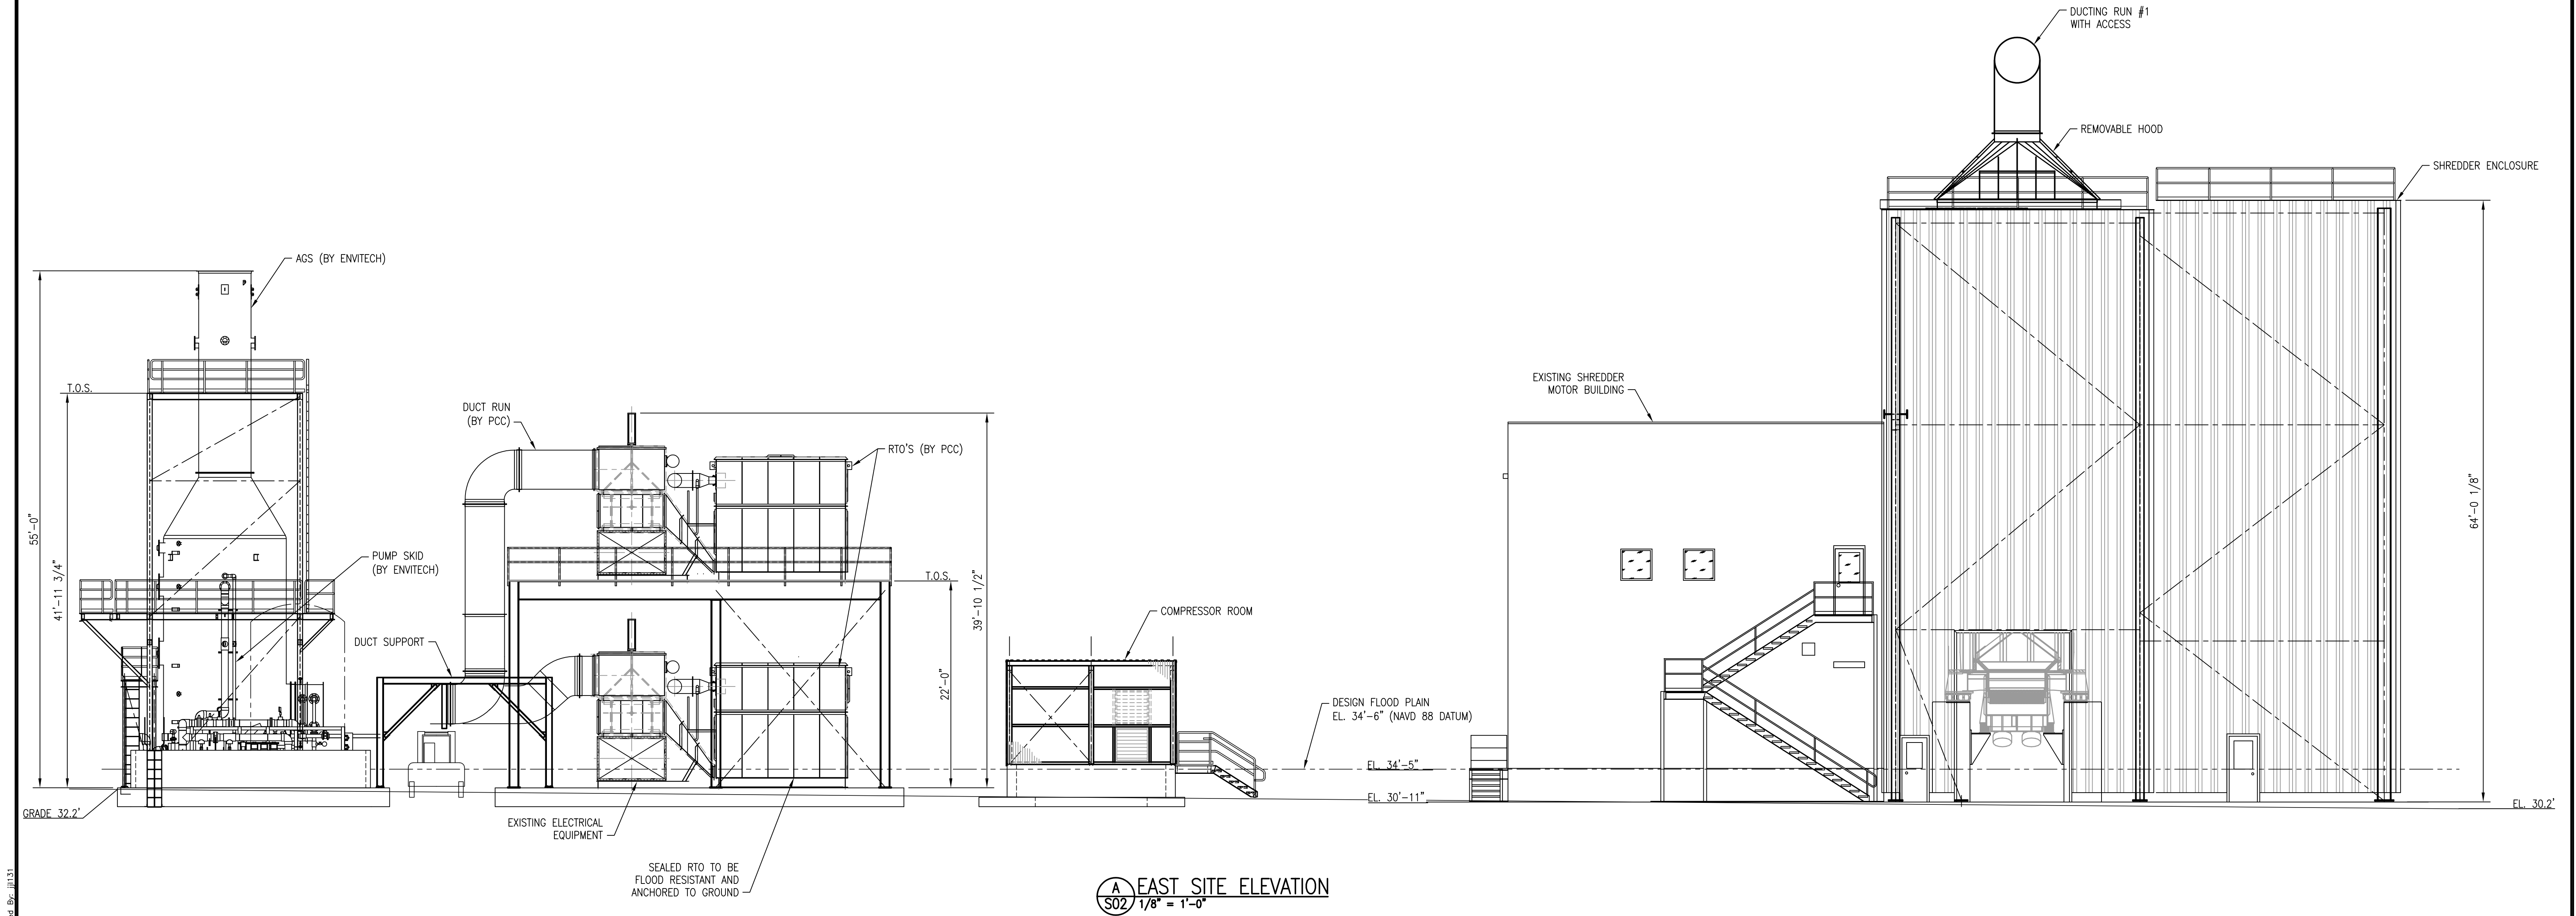 DUCTING RUN #1
WITH ACCESS
REMOVABLE HOOD
SHREDDER ENCLOSURE
AGS (BY ENVITECH)
T.O.S.
55'-0"
41'-11 3/4"
PUMP SKID
(BY ENVITECH)
DUCT RUN
(BY PCC)
RTO'S (BY PCC)
DUCT SUPPORT
T.O.S.
39'-10 1/2"
22'-0"
COMPRESSOR ROOM
EXISTING SHREDDER
MOTOR BUILDING
64'-0 1/8"
DESIGN FLOOD PLAIN
EL. 34'-6" (NAVD 88 DATUM)
EL. 34'-5"
EL. 30'-11"
EL. 30.2'
GRADE 32.2'
EXISTING ELECTRICAL
EQUIPMENT
SEALED RTO TO BE
FLOOD RESISTANT AND
ANCHORED TO GROUND
A
S02
EAST SITE ELEVATION
1/8" = 1'-0"